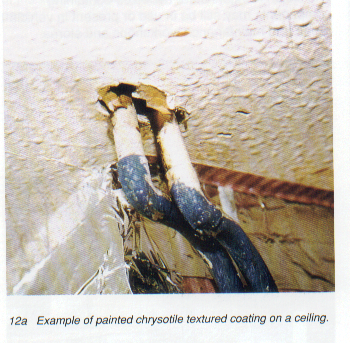 12a Example of painted chrysotile textured coating on a ceiling.